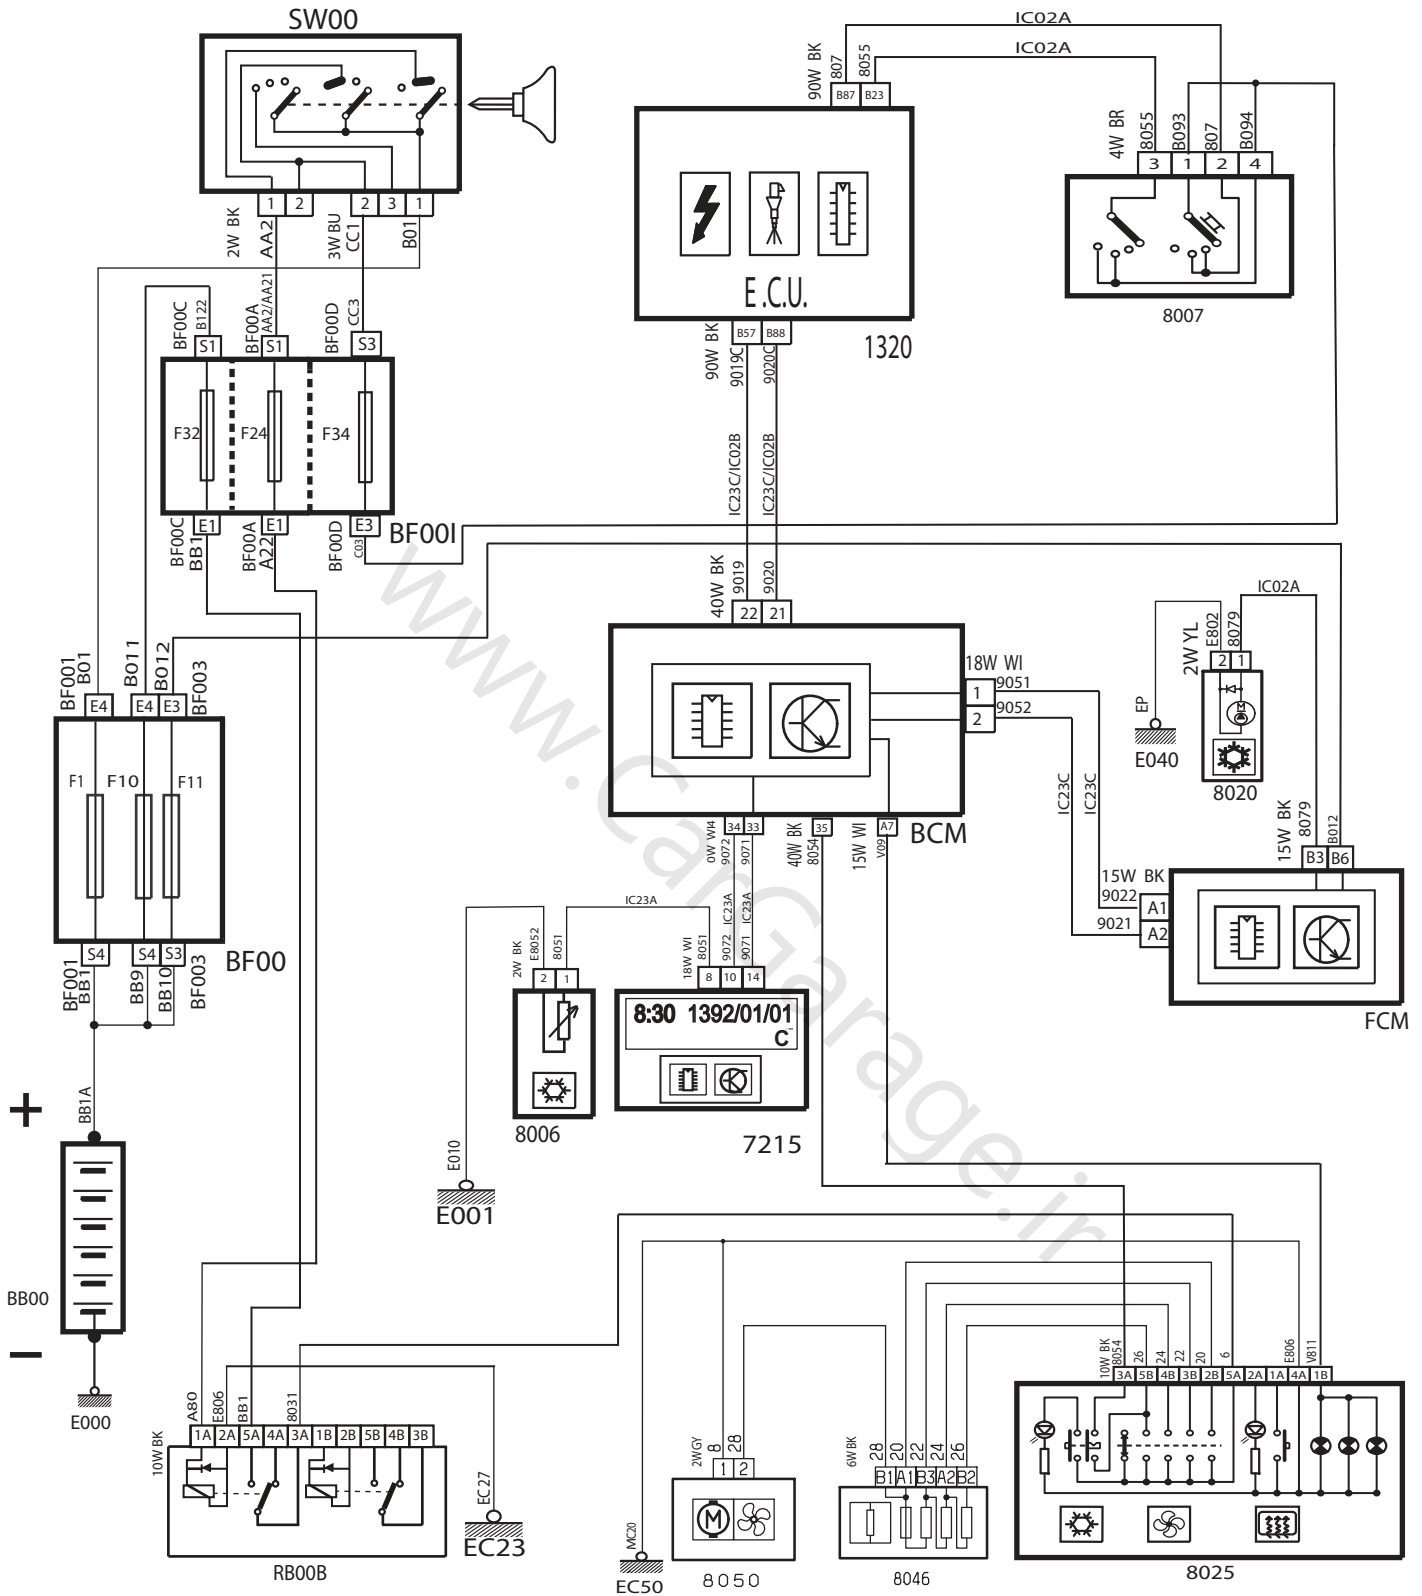 SW00
1 2 2 3 1
2W BK
AA2
3W BU
CC1
B01
BF00C
B122
BF00A
AA2/AA21
BF00D
CC3
S1 S1 S3
F32 F24 F34
E1 E1 E3
BF00I
BF00C
BB1
BF00A
A22
BF00D
C03
IC02A
IC02A
90W BK
807
8055
B87 B23
E.C.U.
1320
B57 B88
90W BK
9019C
9020C
IC23C/IC02B
IC23C/IC02B
4W BR
8055
B093
807
B094
3 1 2 4
8007
40W BK
9019
9020
22 21
BCM
18W WI
1 9051
2 9052
34 33 35 A7
0W WI4
9072
9071
40W BK
8054
15W WI
V09
IC23C
IC23C
EP
E040
2W YL
E802
8079
IC02A
2 1
8020
15W BK
8079
B012
B3 B6
15W BK
9022
A1
9021
A2
FCM
BF001
B01
B011
B012
BF003
E4 E4 E3
F1 F10 F11
S4 S4 S3
BF00
BF001
BB1
BB9
BB10
BF003
BB1A
+
BB00
−
E000
IC23A
2W BK
E8052
8051
2 1
8006
E010
E001
18W WI
8051
9072
IC23A
9071
IC23A
8 10 14
8:30 1392/01/01
C
7215
10W BK
A80
E806
BB1
8031
1A 2A 5A 4A 3A 1B 2B 5B 4B 3B
RB00B
EC27
EC23
MC20
EC50
2W GY
8
28
1 2
M
8050
6W BK
28
20
22
24
26
B1 A1 B3 A2 B2
8046
10W BK
8054
26
24
22
20
6
E806
V811
3A 5B 4B 3B 2B 5A 2A 1A 4A 1B
8025
www.CarGarage.ir